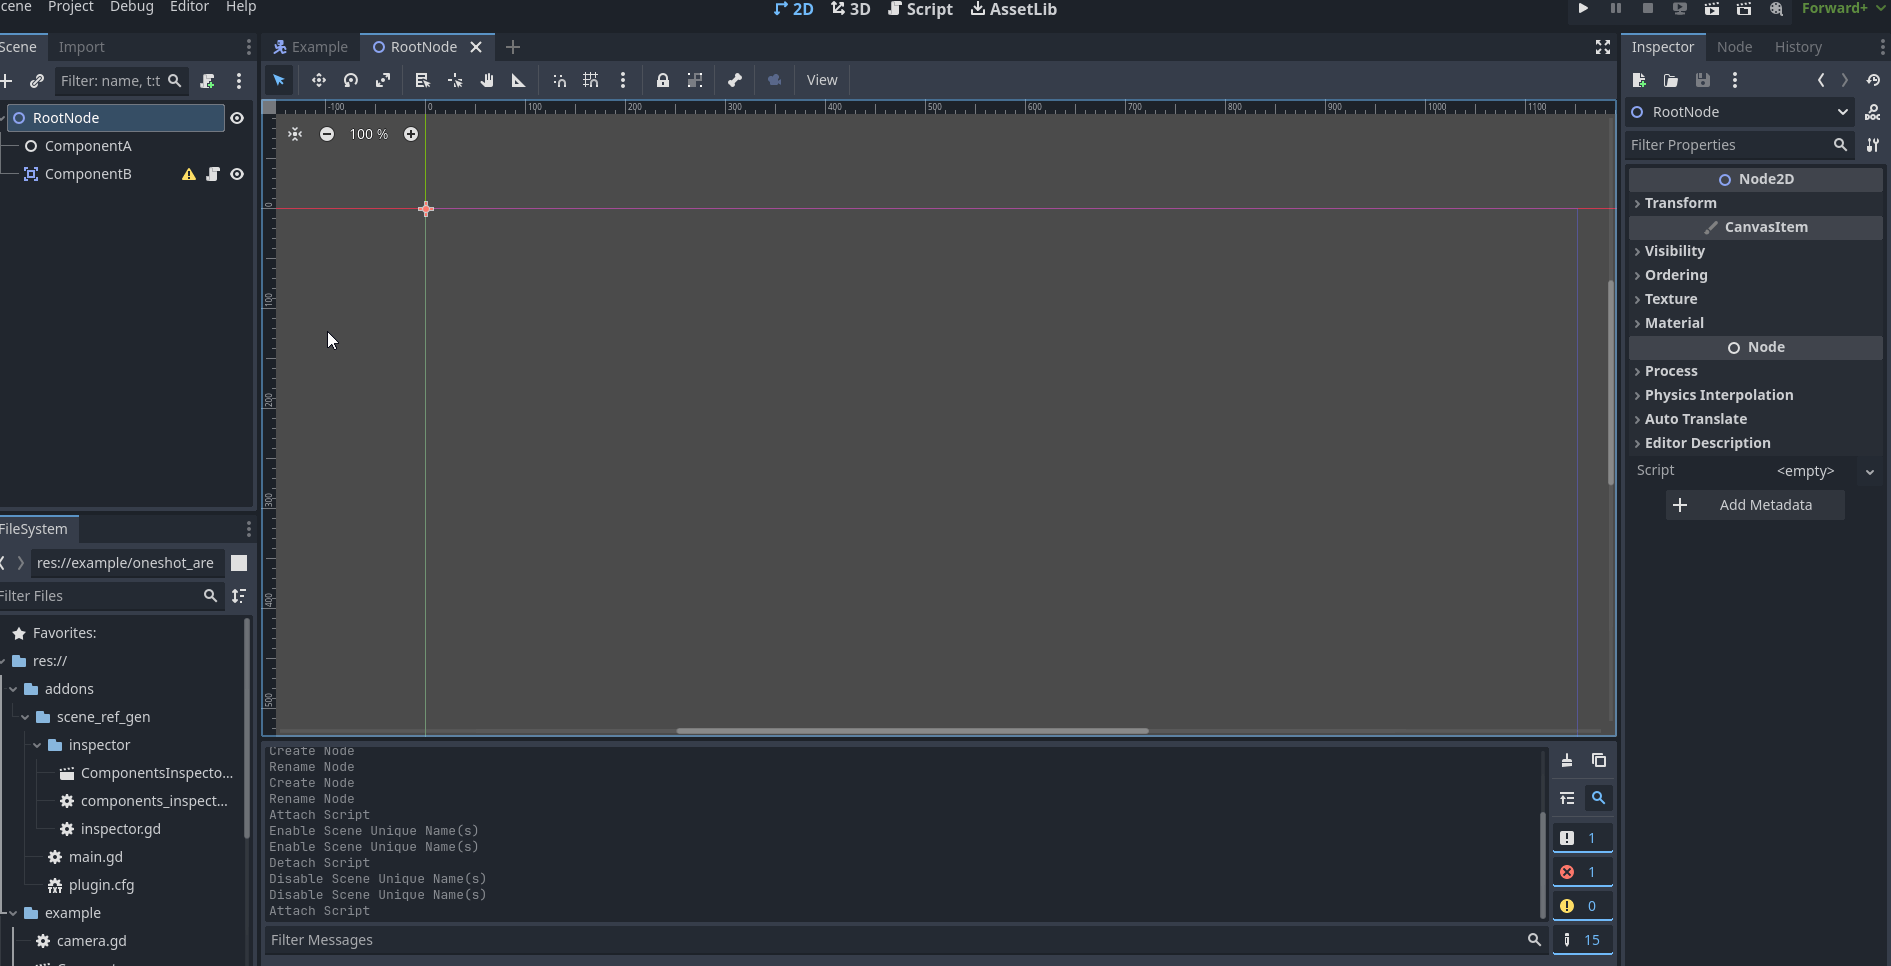 cene Project Debug Editor Help
2D 3D Script AssetLib
Forward+
Scene Import
Example RootNode
Inspector Node History
Filter: name, t:t
View
-100 0 100 200 300 400 500 600 700 800 900 1000 1100
RootNode
ComponentA
ComponentB
100 %
0
100
200
300
400
500
RootNode
Filter Properties
Node2D
Transform
CanvasItem
Visibility
Ordering
Texture
Material
Node
Process
Physics Interpolation
Auto Translate
Editor Description
Script <empty>
Add Metadata
FileSystem
res://example/oneshot_are
Filter Files
Favorites:
res://
addons
scene_ref_gen
inspector
ComponentsInspecto...
components_inspect...
inspector.gd
main.gd
plugin.cfg
example
camera.gd
Create Node
Rename Node
Create Node
Rename Node
Attach Script
Enable Scene Unique Name(s)
Enable Scene Unique Name(s)
Detach Script
Disable Scene Unique Name(s)
Disable Scene Unique Name(s)
Attach Script
Filter Messages
1
1
0
15